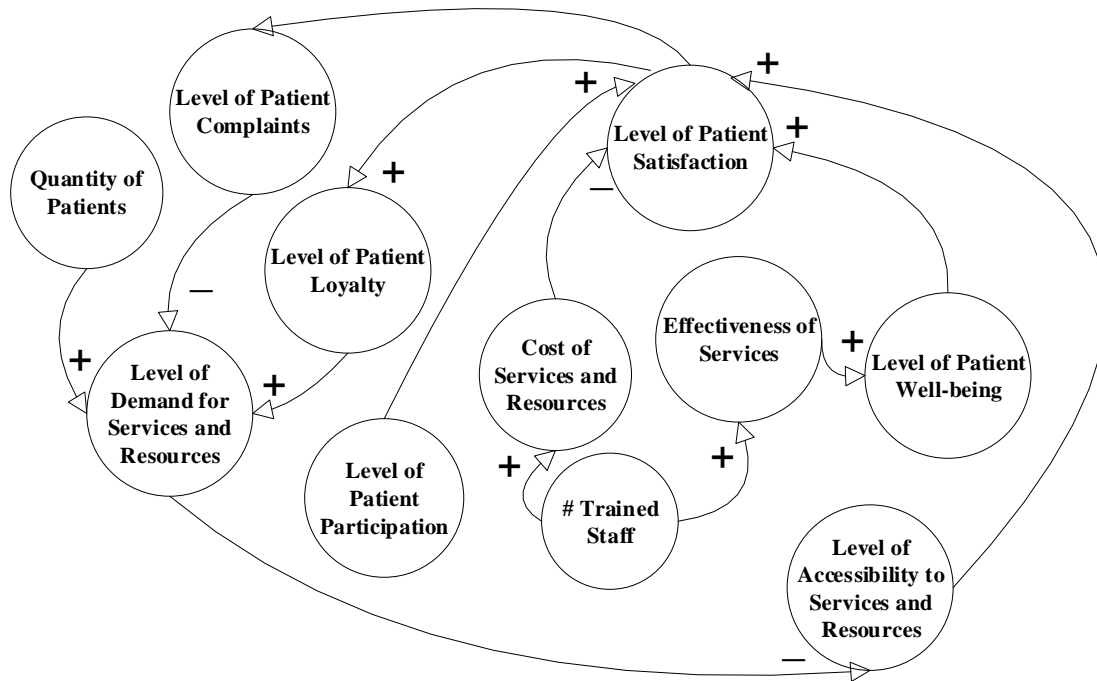 Level of Patient
Complaints
Quantity of
Patients
Level of Patient
Loyalty
Level of
Demand for
Services and
Resources
Level of
Patient
Participation
Cost of
Services and
Resources
# Trained
Staff
Effectiveness of
Services
Level of Patient
Satisfaction
Level of Patient
Well-being
Level of
Accessibility to
Services and
Resources
+
+
+
+
–
–
+
+
+
+
+
–